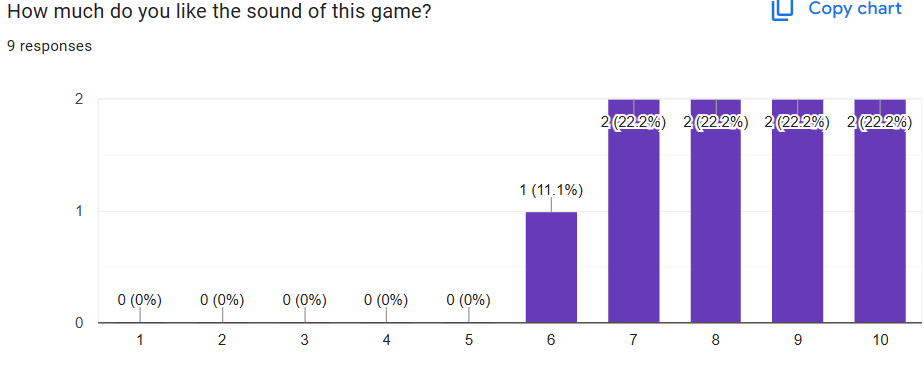 How much do you like the sound of this game?
Copy chart
9 responses
2
2 (22.2%) 2 (22.2%) 2 (22.2%) 2 (22.2%)
1 (11.1%)
1
0 (0%) 0 (0%) 0 (0%) 0 (0%) 0 (0%)
0
1 2 3 4 5 6 7 8 9 10